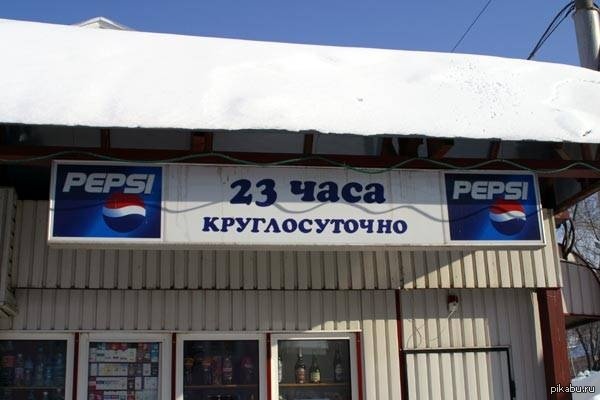 PEPSI
23 часа
КРУГЛОСУТОЧНО
PEPSI
pikabu.ru